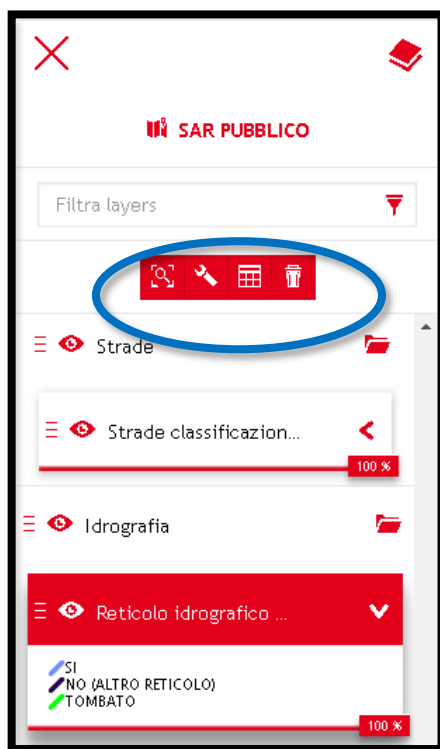 SAR PUBBLICO
Filtra layers
Strade
Strade classificazion...
100 %
Idrografia
Reticolo idrografico ...
SI
NO (ALTRO RETICOLO)
TOMBATO
100 %